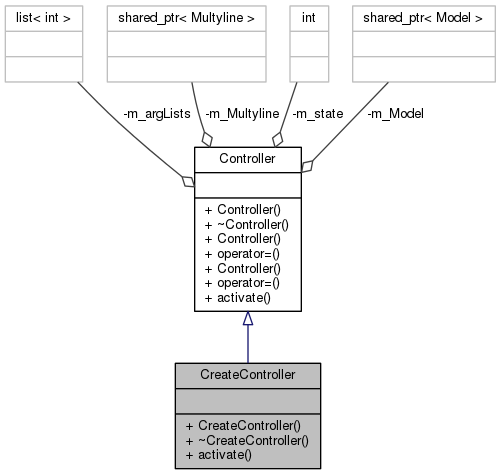 list< int >
shared_ptr< Multyline >
int
shared_ptr< Model >
-m_argLists
-m_Multyline
-m_state
-m_Model
Controller
+ Controller()
+ ~Controller()
+ Controller()
+ operator=()
+ Controller()
+ operator=()
+ activate()
CreateController
+ CreateController()
+ ~CreateController()
+ activate()